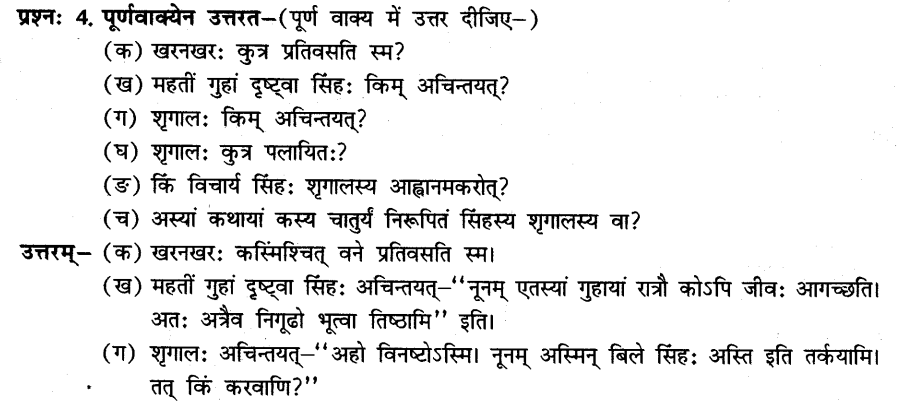 प्रश्नः 4. पूर्णवाक्येन उत्तरत–(पूर्ण वाक्य में उत्तर दीजिए–)
(क) खरनखरः कुत्र प्रतिवसति स्म?
(ख) महतीं गुहां दृष्ट्वा सिंहः किम् अचिन्तयत्?
(ग) शृगालः किम् अचिन्तयत्?
(घ) शृगालः कुत्र पलायितः?
(ङ) किं विचार्य सिंहः शृगालस्य आह्वानमकरोत्?
(च) अस्यां कथायां कस्य चातुर्यं निरूपितं सिंहस्य शृगालस्य वा?
उत्तरम्– (क) खरनखरः कस्मिंश्चित् वने प्रतिवसति स्म।
(ख) महतीं गुहां दृष्ट्वा सिंहः अचिन्तयत्–“नूनम् एतस्यां गुहायां रात्रौ कोऽपि जीवः आगच्छति।
अतः अत्रैव निगूढो भूत्वा तिष्ठामि” इति।
(ग) शृगालः अचिन्तयत्–“अहो विनष्टोऽस्मि। नूनम् अस्मिन् बिले सिंहः अस्ति इति तर्कयामि।
तत् किं करवाणि?”